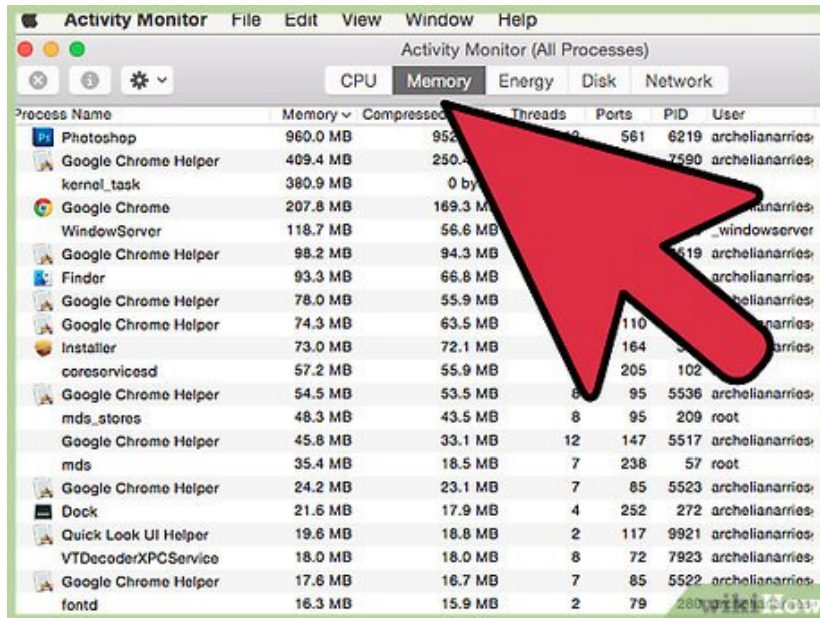 Activity Monitor File Edit View Window Help
Activity Monitor (All Processes)
CPU Memory Energy Disk Network
Process Name Memory Compressed Threads Ports PID User
Ps Photoshop 960.0 MB 952. 561 6219 archelianarries
Google Chrome Helper 409.4 MB 250.4 7590 archelianarries
kernel_task 380.9 MB 0 by
Google Chrome 207.8 MB 169.3 M
WindowServer 118.7 MB 56.6 MB _windowserver
Google Chrome Helper 98.2 MB 94.3 MB archelianarries
Finder 93.3 MB 66.8 MB archelianarries
Google Chrome Helper 78.0 MB 55.9 MB
Google Chrome Helper 74.3 MB 63.5 MB 110
Installer 73.0 MB 72.1 MB 164
coreservicesd 57.2 MB 55.9 MB 205 102
Google Chrome Helper 54.5 MB 53.5 MB 8 95 5536 archelianarries
mds_stores 48.3 MB 43.5 MB 8 95 209 root
Google Chrome Helper 45.8 MB 33.1 MB 12 147 5517 archelianarries
mds 35.4 MB 18.5 MB 7 238 57 root
Google Chrome Helper 24.2 MB 23.1 MB 7 85 5523 archelianarries
Dock 21.6 MB 17.9 MB 4 252 272 archelianarries
Quick Look UI Helper 19.6 MB 18.8 MB 2 117 9921 archelianarries
VTDecoderXPCService 18.0 MB 18.0 MB 8 72 7923 archelianarries
Google Chrome Helper 17.6 MB 16.7 MB 7 85 5522 archelianarries
fontd 16.3 MB 15.9 MB 2 79 280
wikiHow